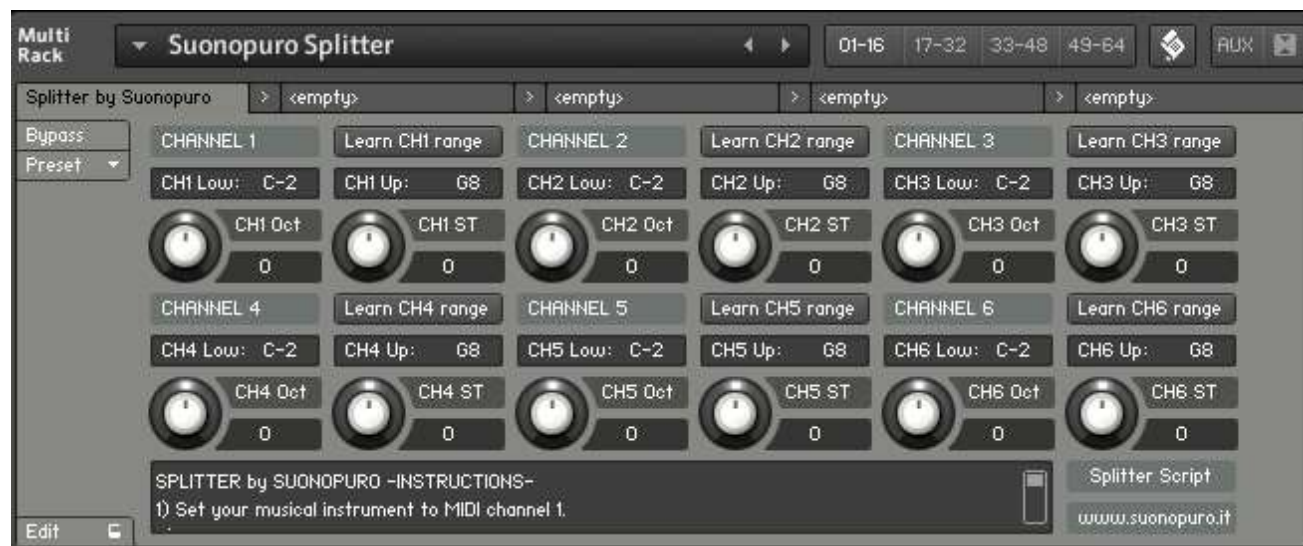 Multi Rack
Suonopuro Splitter
01-16 17-32 33-48 49-64 AUX
Splitter by Suonopuro > <empty> > <empty> > <empty> > <empty>
Bypass
Preset
CHANNEL 1 Learn CH1 range CHANNEL 2 Learn CH2 range CHANNEL 3 Learn CH3 range
CH1 Low: C-2 CH1 Up: G8 CH2 Low: C-2 CH2 Up: G8 CH3 Low: C-2 CH3 Up: G8
CH1 Oct CH1 ST CH2 Oct CH2 ST CH3 Oct CH3 ST
0 0 0 0 0 0
CHANNEL 4 Learn CH4 range CHANNEL 5 Learn CH5 range CHANNEL 6 Learn CH6 range
CH4 Low: C-2 CH4 Up: G8 CH5 Low: C-2 CH5 Up: G8 CH6 Low: C-2 CH6 Up: G8
CH4 Oct CH4 ST CH5 Oct CH5 ST CH6 Oct CH6 ST
0 0 0 0 0 0
SPLITTER by SUONOPURO -INSTRUCTIONS-
1) Set your musical instrument to MIDI channel 1.
Splitter Script
www.suonopuro.it
Edit